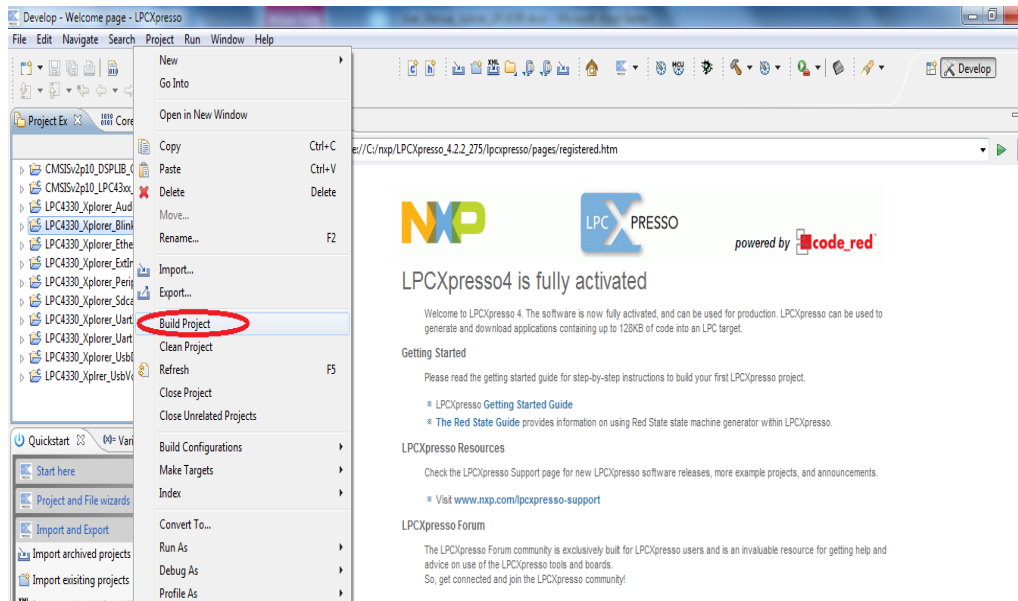 Develop - Welcome page - LPCXpresso
File Edit Navigate Search Project Run Window Help
Develop
Project Ex
Core
e://C:/nxp/LPCXpresso_4.2.2_275/lpcxpresso/pages/registered.htm
CMSISv2p10_DSPLIB_
CMSISv2p10_LPC43xx_
LPC4330_Xplorer_Audi
LPC4330_Xplorer_Blink
LPC4330_Xplorer_Ethe
LPC4330_Xplorer_ExtIn
LPC4330_Xplorer_Perip
LPC4330_Xplorer_Sdca
LPC4330_Xplorer_Uart
LPC4330_Xplorer_Uart
LPC4330_Xplorer_Usb
LPC4330_Xplrer_UsbV
New
Go Into
Open in New Window
Copy Ctrl+C
Paste Ctrl+V
Delete Delete
Move...
Rename... F2
Import...
Export...
Build Project
Clean Project
Refresh F5
Close Project
Close Unrelated Projects
Build Configurations
Make Targets
Index
Convert To...
Run As
Debug As
Profile As
Quickstart (x)= Vari
Start here
Project and File wizards
Import and Export
Import archived projects
Import exisiting projects
NXP
LPC XPRESSO
powered by code_red
LPCXpresso4 is fully activated
Welcome to LPCXpresso 4. The software is now fully activated, and can be used for production. LPCXpresso can be used to
generate and download applications containing up to 128KB of code into an LPC target.
Getting Started
Please read the getting started guide for step-by-step instructions to build your first LPCXpresso project.
LPCXpresso Getting Started Guide
The Red State Guide provides information on using Red State state machine generator within LPCXpresso.
LPCXpresso Resources
Check the LPCXpresso Support page for new LPCXpresso software releases, more example projects, and announcements.
Visit www.nxp.com/lpcxpresso-support
LPCXpresso Forum
The LPCXpresso Forum community is exclusively built for LPCXpresso users and is an invaluable resource for getting help and
advice on use of the LPCXpresso tools and boards.
So, get connected and join the LPCXpresso community!